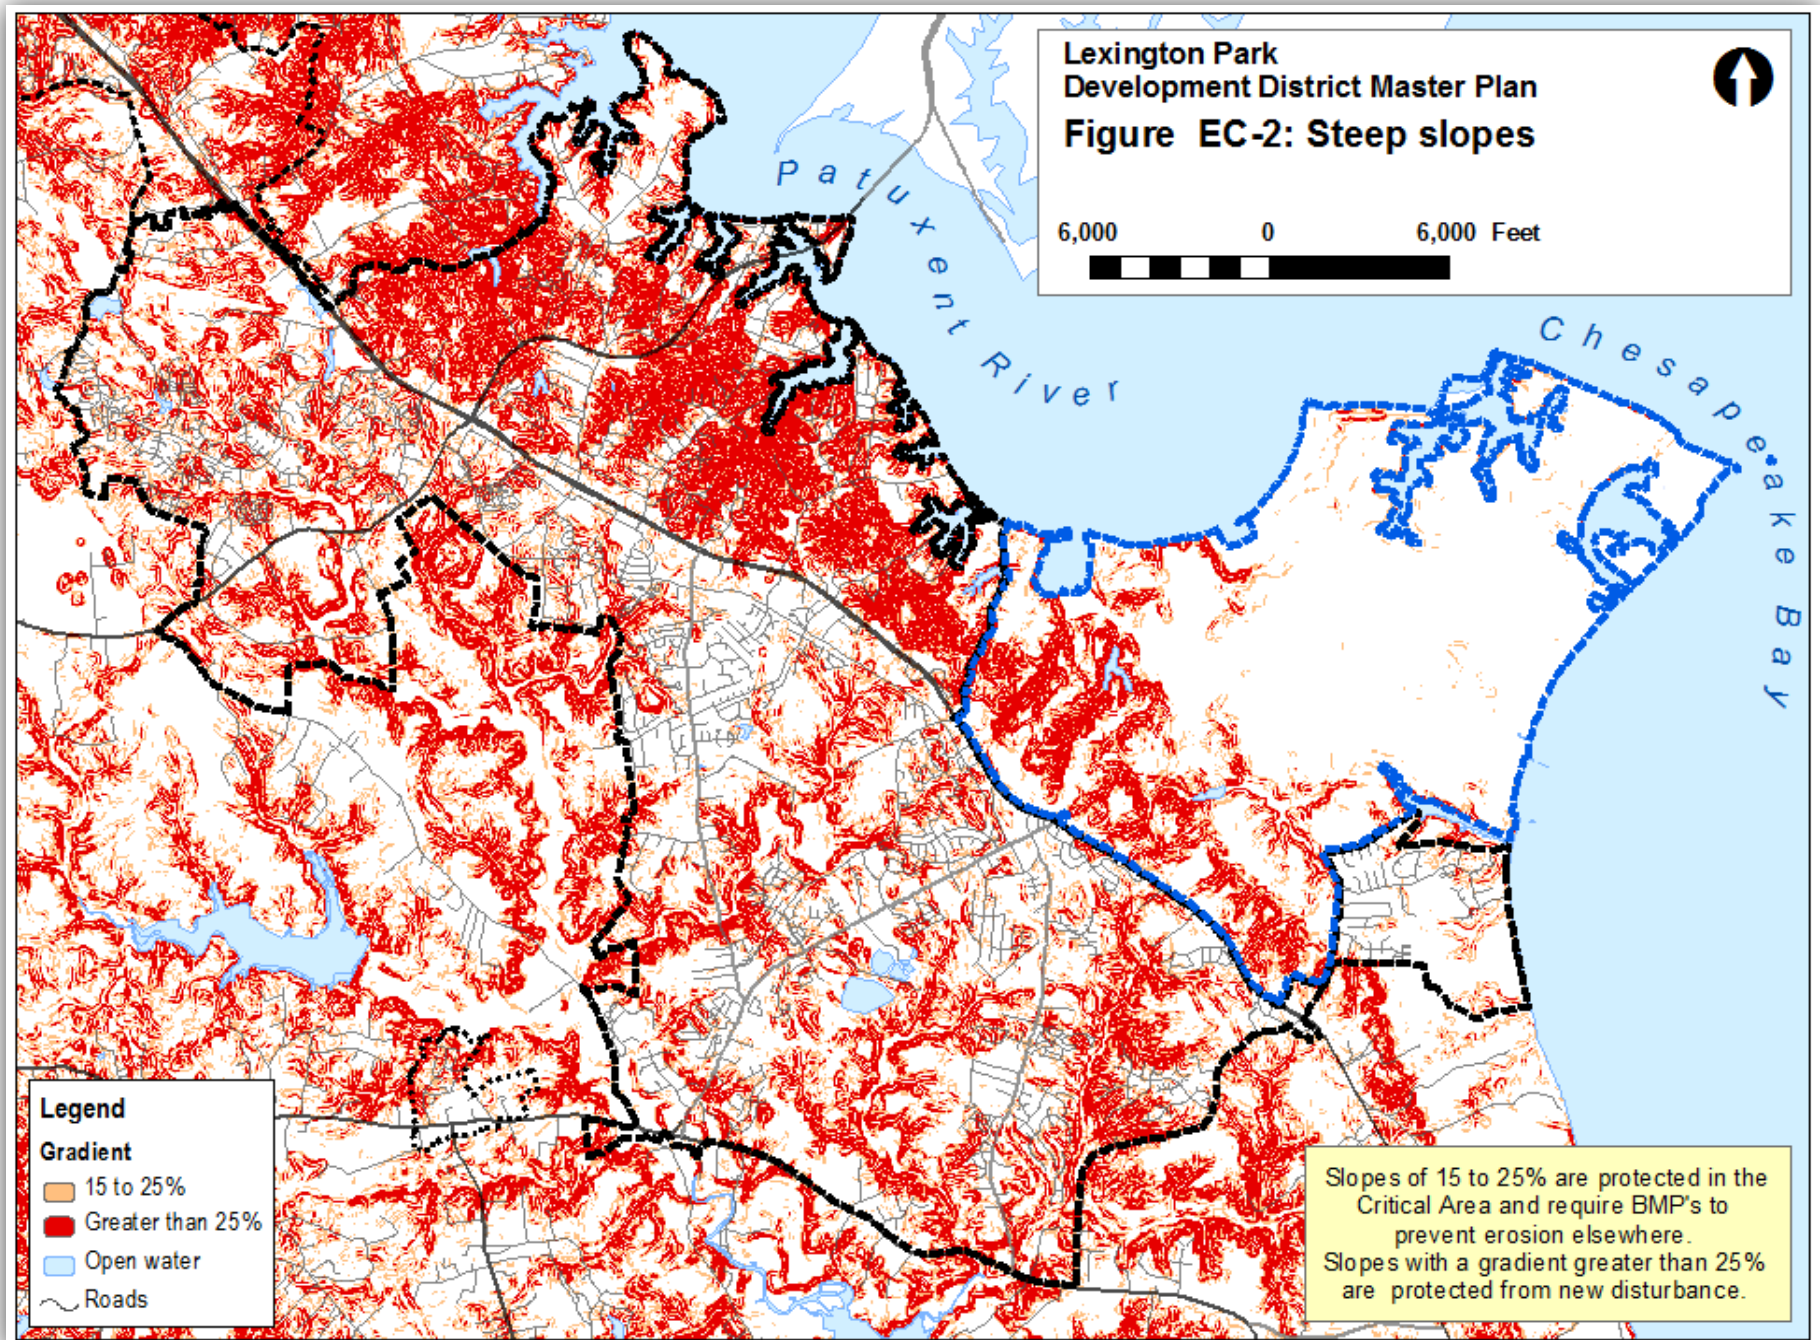 Lexington Park
Development District Master Plan
Figure EC-2: Steep slopes
6,000 0 6,000 Feet
Patuxent River
Chesapeake Bay
Legend
Gradient
15 to 25%
Greater than 25%
Open water
Roads
Slopes of 15 to 25% are protected in the
Critical Area and require BMP's to
prevent erosion elsewhere.
Slopes with a gradient greater than 25%
are protected from new disturbance.